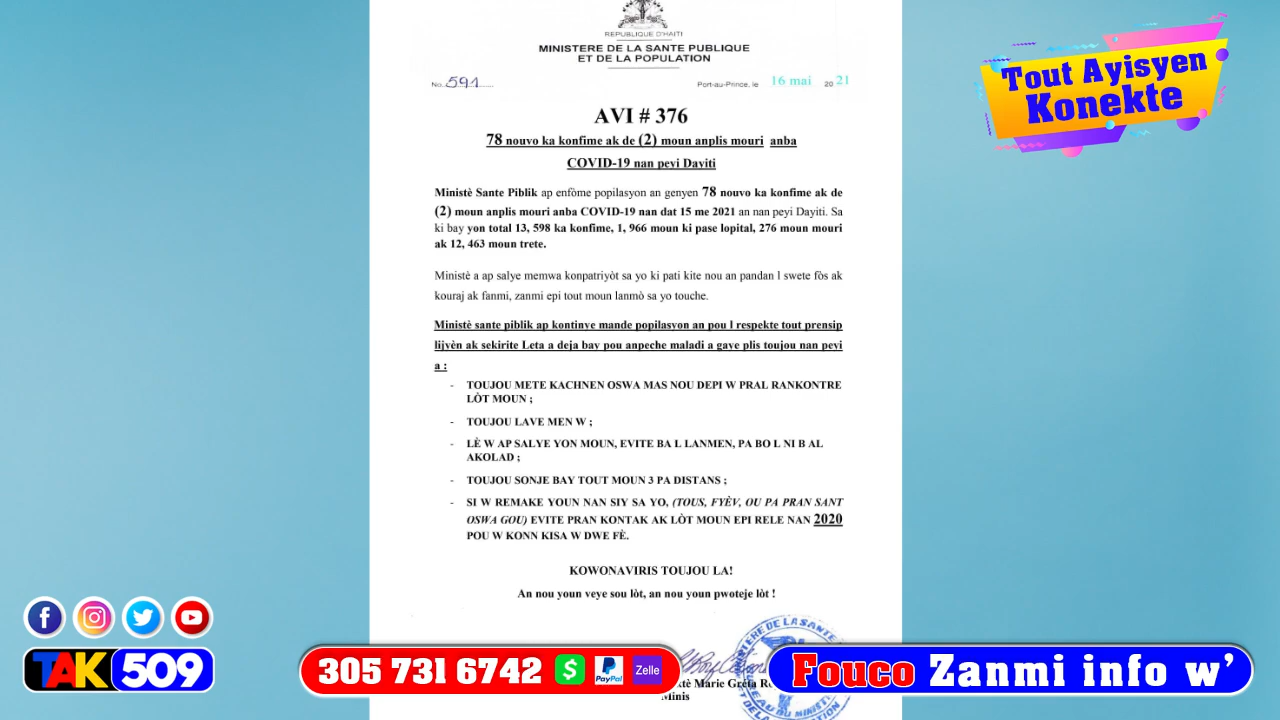 REPUBLIQUE D'HAITI
MINISTERE DE LA SANTE PUBLIQUE
ET DE LA POPULATION
No. 591
Port-au-Prince, le 16 mai 2021
Tout Ayisyen
Konekte
AVI # 376
78 nouvo ka konfime ak de (2) moun anplis mouri anba
COVID-19 nan peyi Dayiti
Ministè Sante Piblik ap enfòme popilasyon an genyen 78 nouvo ka konfime ak de
(2) moun anplis mouri anba COVID-19 nan dat 15 me 2021 an nan peyi Dayiti. Sa
ki bay yon total 13, 598 ka konfime, 1, 966 moun ki pase lopital, 276 moun mouri
ak 12, 463 moun trete.
Ministè a ap salye memwa konpatriyòt sa yo ki pati kite nou an pandan l swete fòs ak
kouraj ak fanmi, zanmi epi tout moun lanmò sa yo touche.
Ministè sante piblik ap kontinye mande popilasyon an pou l respekte tout prensip
lijyèn ak sekirite Leta a deja bay pou anpeche maladi a gaye plis toujou nan peyi
a :
- TOUJOU METE KACHNEN OSWA MAS NOU DEPI W PRAL RANKONTRE
LÒT MOUN ;
- TOUJOU LAVE MEN W ;
- LÈ W AP SALYE YON MOUN, EVITE BA L LANMEN, PA BO L NI B AL
AKOLAD ;
- TOUJOU SONJE BAY TOUT MOUN 3 PA DISTANS ;
- SI W REMAKE YOUN NAN SIY SA YO, (TOUS, FYÈV, OU PA PRAN SANT
OSWA GOU) EVITE PRAN KONTAK AK LÒT MOUN EPI RELE NAN 2020
POU W KONN KISA W DWE FÈ.
KOWONAVIRIS TOUJOU LA!
An nou youn veye sou lòt, an nou youn pwoteje lòt !
DE LA SANTE
ktè Marie Greta
Minis
TAK 509
305 731 6742
$
PayPal
Zelle
Fouco Zanmi info w'